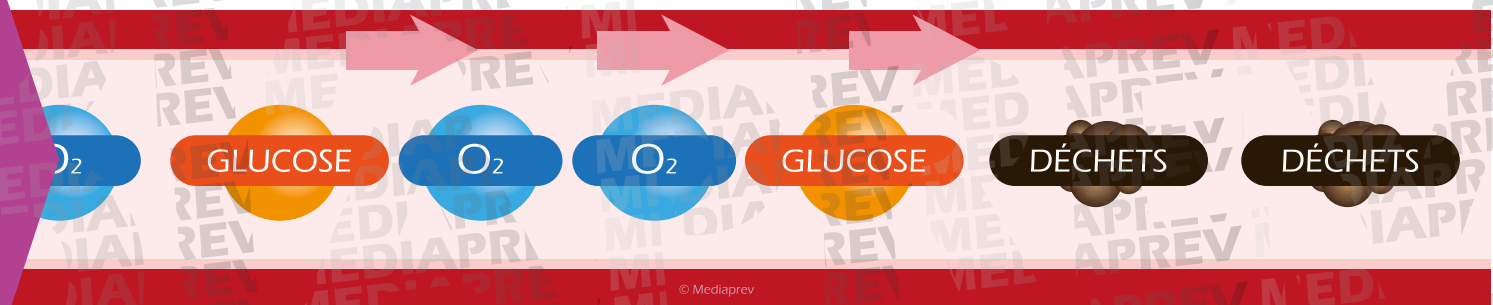 O2
GLUCOSE
O2
O2
GLUCOSE
DÉCHETS
DÉCHETS
© Mediaprev